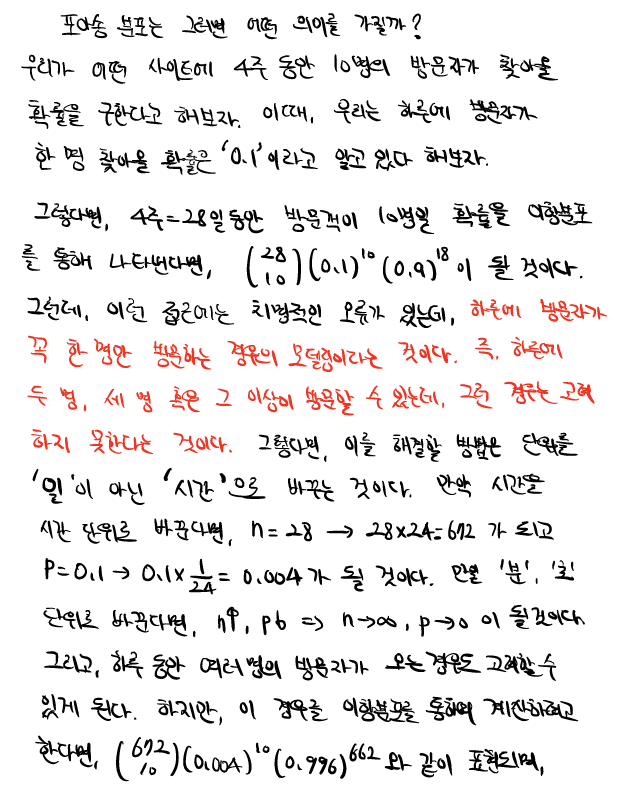 포아송 분포는 그러면 어떤 의미를 가질까?
우리가 어떤 사이트에 4주 동안 10명의 방문자가 찾아올
확률을 구한다고 해보자. 이때, 우리는 하루에 방문자가
한 명 찾아올 확률은 '0.1'이라고 알고 있다 해보자.
그렇다면, 4주=28일 동안 방문객이 10명일 확률을 이항분포
를 통해 나타낸다면, (28 10)(0.1)^10(0.9)^18이 될 것이다.
그런데, 이런 접근에는 치명적인 오류가 있는데, 하루에 방문자가
꼭 한 명만 방문하는 경우의 모델링이라는 것이다. 즉, 하루에
두 명, 세 명 혹은 그 이상이 방문할 수 있는데, 그런 경우는 고려
하지 못한다는 것이다. 그렇다면, 이를 해결할 방법은 단위를
'일'이 아닌 '시간'으로 바꾸는 것이다. 만약 시간을
시간 단위로 바꾼다면, n=28 → 28×24=672 가 되고
P=0.1 → 0.1×1/24 = 0.004가 될 것이다. 만일 '분', '초'
단위로 바꾼다면, n↑, p↓ => n→∞, p→0 이 될것이다.
그리고, 하루 동안 여러명의 방문자가 오는 경우도 고려할 수
있게 된다. 하지만, 이 경우를 이항분포를 통하여 계산하려고
한다면, (672 10)(0.004)^10(0.996)^662 와 같이 표현되며,